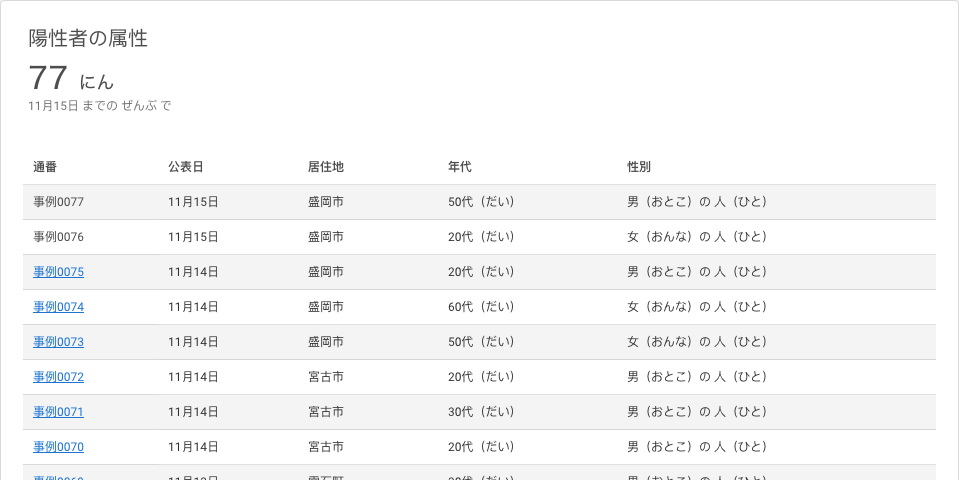 陽性者の属性
77 にん
11月15日 までの ぜんぶ で
通番 公表日 居住地 年代 性別
事例0077 11月15日 盛岡市 50代（だい） 男（おとこ）の 人（ひと）
事例0076 11月15日 盛岡市 20代（だい） 女（おんな）の 人（ひと）
事例0075 11月14日 盛岡市 20代（だい） 男（おとこ）の 人（ひと）
事例0074 11月14日 盛岡市 60代（だい） 女（おんな）の 人（ひと）
事例0073 11月14日 盛岡市 50代（だい） 女（おんな）の 人（ひと）
事例0072 11月14日 宮古市 20代（だい） 男（おとこ）の 人（ひと）
事例0071 11月14日 宮古市 30代（だい） 男（おとこ）の 人（ひと）
事例0070 11月14日 宮古市 20代（だい） 男（おとこ）の 人（ひと）